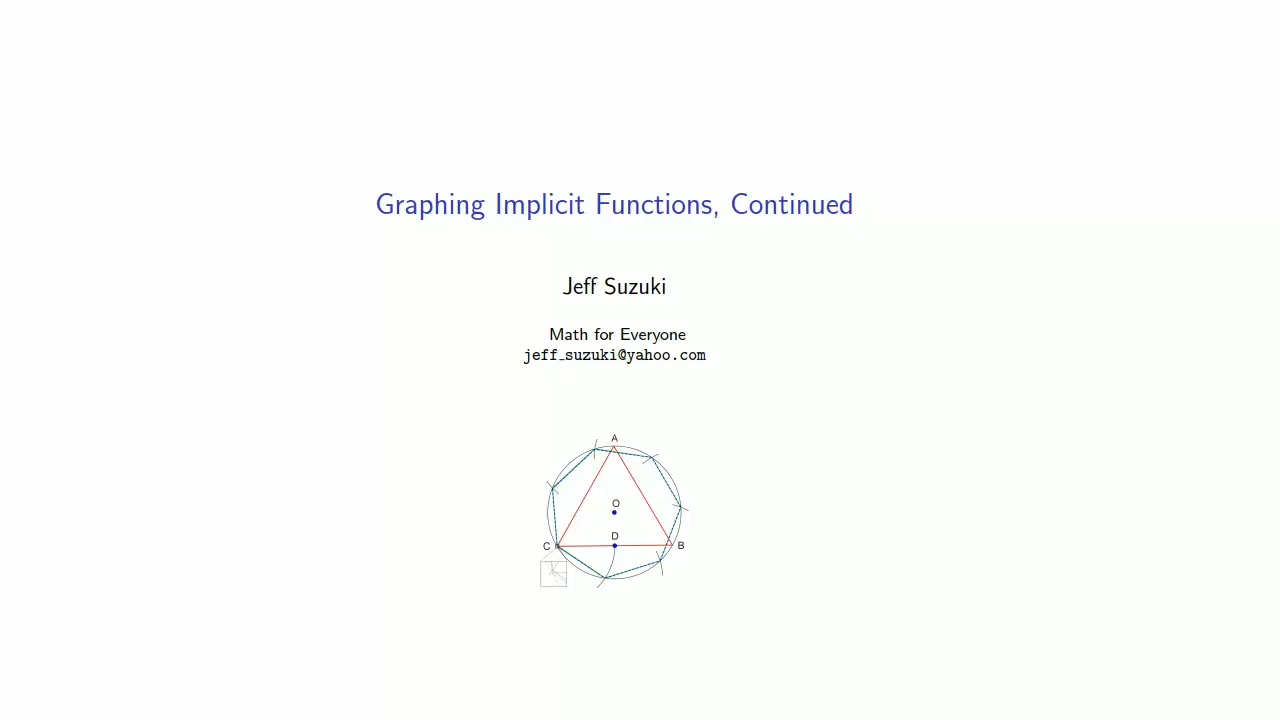 Graphing Implicit Functions, Continued
Jeff Suzuki
Math for Everyone
jeff_suzuki@yahoo.com
A
O
D
C
B